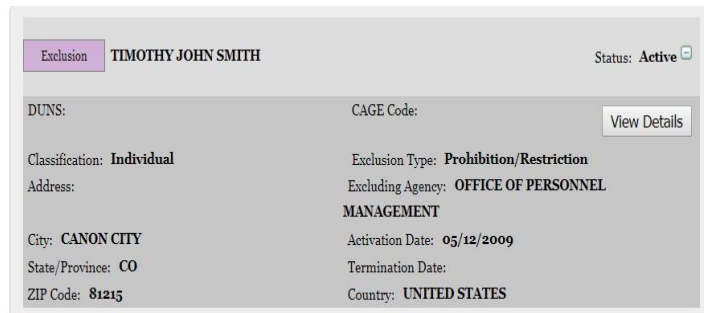 Exclusion TIMOTHY JOHN SMITH Status: Active
DUNS: CAGE Code:
View Details
Classification: Individual Exclusion Type: Prohibition/Restriction
Address: Excluding Agency: OFFICE OF PERSONNEL
MANAGEMENT
City: CANON CITY Activation Date: 05/12/2009
State/Province: CO Termination Date:
ZIP Code: 81215 Country: UNITED STATES